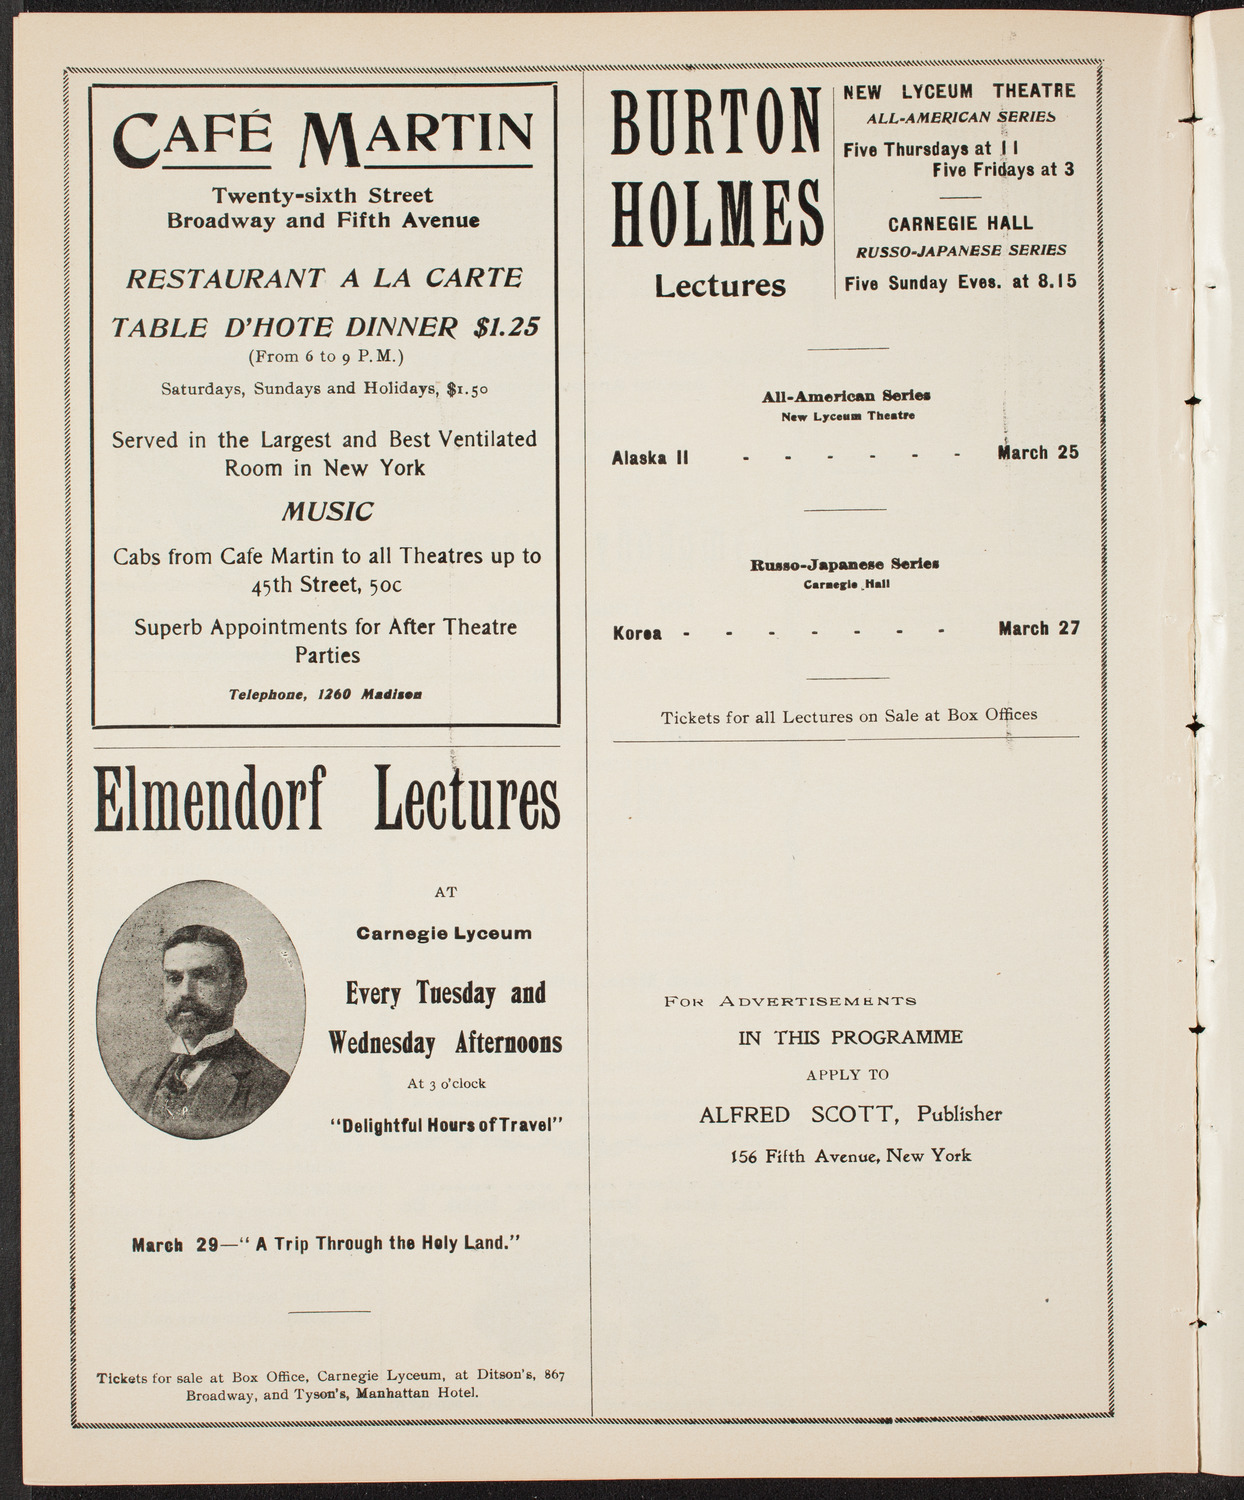 CAFÉ MARTIN
Twenty-sixth Street
Broadway and Fifth Avenue
RESTAURANT A LA CARTE
TABLE D'HOTE DINNER $1.25
(From 6 to 9 P.M.)
Saturdays, Sundays and Holidays, $1.50
Served in the Largest and Best Ventilated
Room in New York
MUSIC
Cabs from Cafe Martin to all Theatres up to
45th Street, 50c
Superb Appointments for After Theatre
Parties
Telephone, 1260 Madison
Elmendorf Lectures
AT
Carnegie Lyceum
Every Tuesday and
Wednesday Afternoons
At 3 o'clock
"Delightful Hours of Travel"
March 29—"A Trip Through the Holy Land."
Tickets for sale at Box Office, Carnegie Lyceum, at Ditson's, 867
Broadway, and Tyson's, Manhattan Hotel.
BURTON
HOLMES
Lectures
NEW LYCEUM THEATRE
ALL-AMERICAN SERIES
Five Thursdays at 11
Five Fridays at 3
CARNEGIE HALL
RUSSO-JAPANESE SERIES
Five Sunday Eves. at 8.15
All-American Series
New Lyceum Theatre
Alaska II - - - - - - March 25
Russo-Japanese Series
Carnegie Hall
Korea - - - - - - - March 27
Tickets for all Lectures on Sale at Box Offices
FOR ADVERTISEMENTS
IN THIS PROGRAMME
APPLY TO
ALFRED SCOTT, Publisher
156 Fifth Avenue, New York